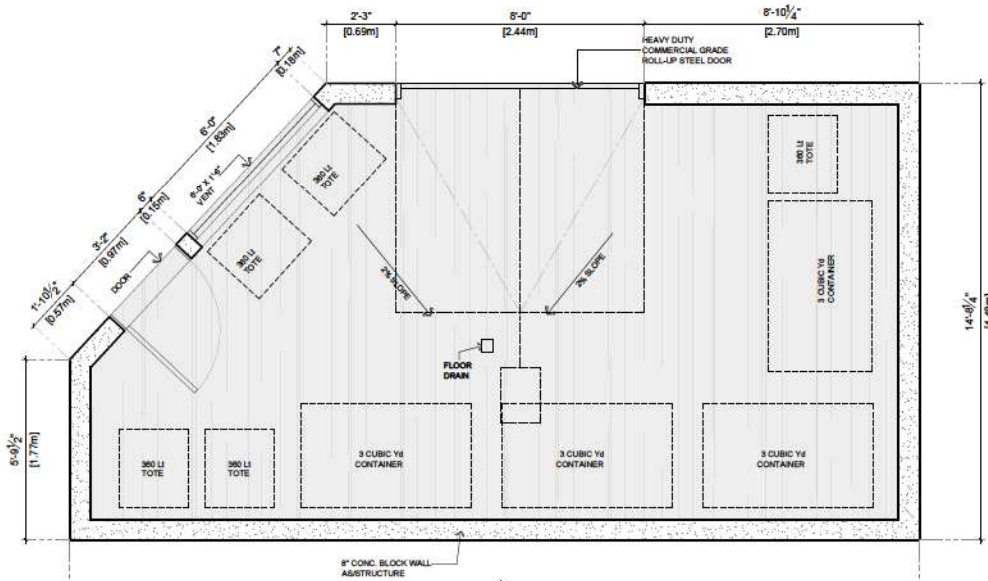 2'-3"
[0.69m]
8'-0"
[2.44m]
8'-10¼"
[2.70m]
HEAVY DUTY
COMMERCIAL GRADE
ROLL-UP STEEL DOOR
7"
[0.18m]
6'-0"
[1.83m]
6'-0" X 1'-6"
VENT
6"
[0.15m]
3'-2"
[0.97m]
DOOR
1'-10½"
[0.57m]
5'-9½"
[1.77m]
360 Lt
TOTE
360 Lt
TOTE
2% SLOPE
2% SLOPE
360 Lt
TOTE
3 CUBIC Yd
CONTAINER
14'-8¼"
FLOOR
DRAIN
360 Lt
TOTE
360 Lt
TOTE
3 CUBIC Yd
CONTAINER
3 CUBIC Yd
CONTAINER
3 CUBIC Yd
CONTAINER
8" CONC. BLOCK WALL
AS/STRUCTURE